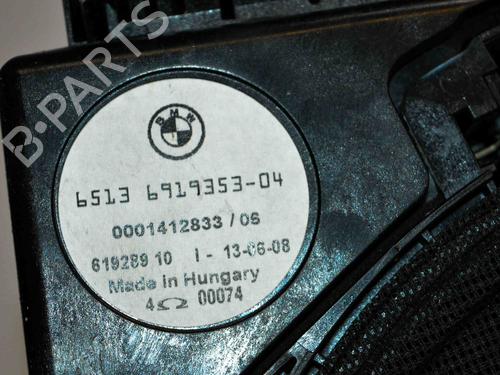 B-PARTS
BMW
6513 6919353-04
0001412833 / 06
619289 10 I - 13-06-08
Made in Hungary
4Ω 00074